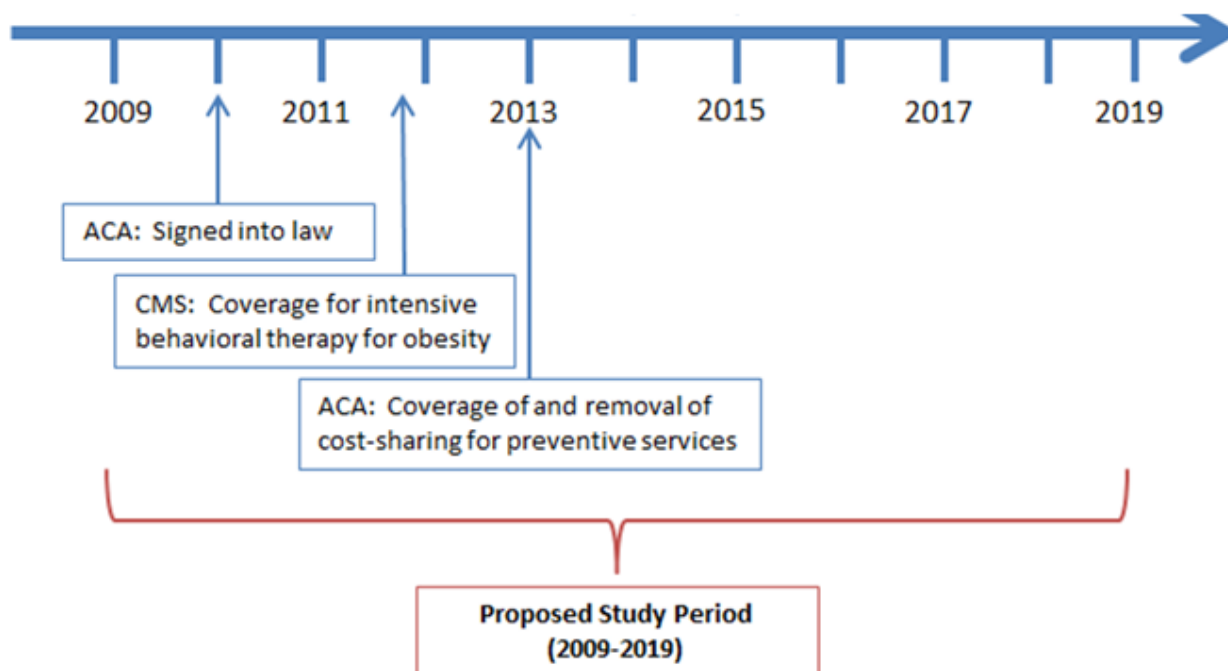 2009 2011 2013 2015 2017 2019
ACA: Signed into law
CMS: Coverage for intensive
behavioral therapy for obesity
ACA: Coverage of and removal of
cost-sharing for preventive services
Proposed Study Period
(2009-2019)